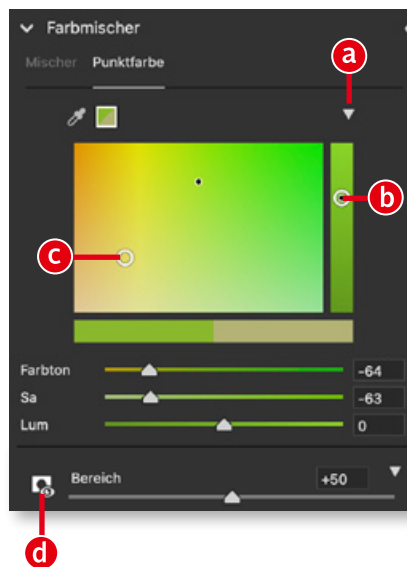 Farbmischer
Mischer Punktfarbe
a
b
c
Farbton -64
Sa -63
Lum 0
Bereich +50
d